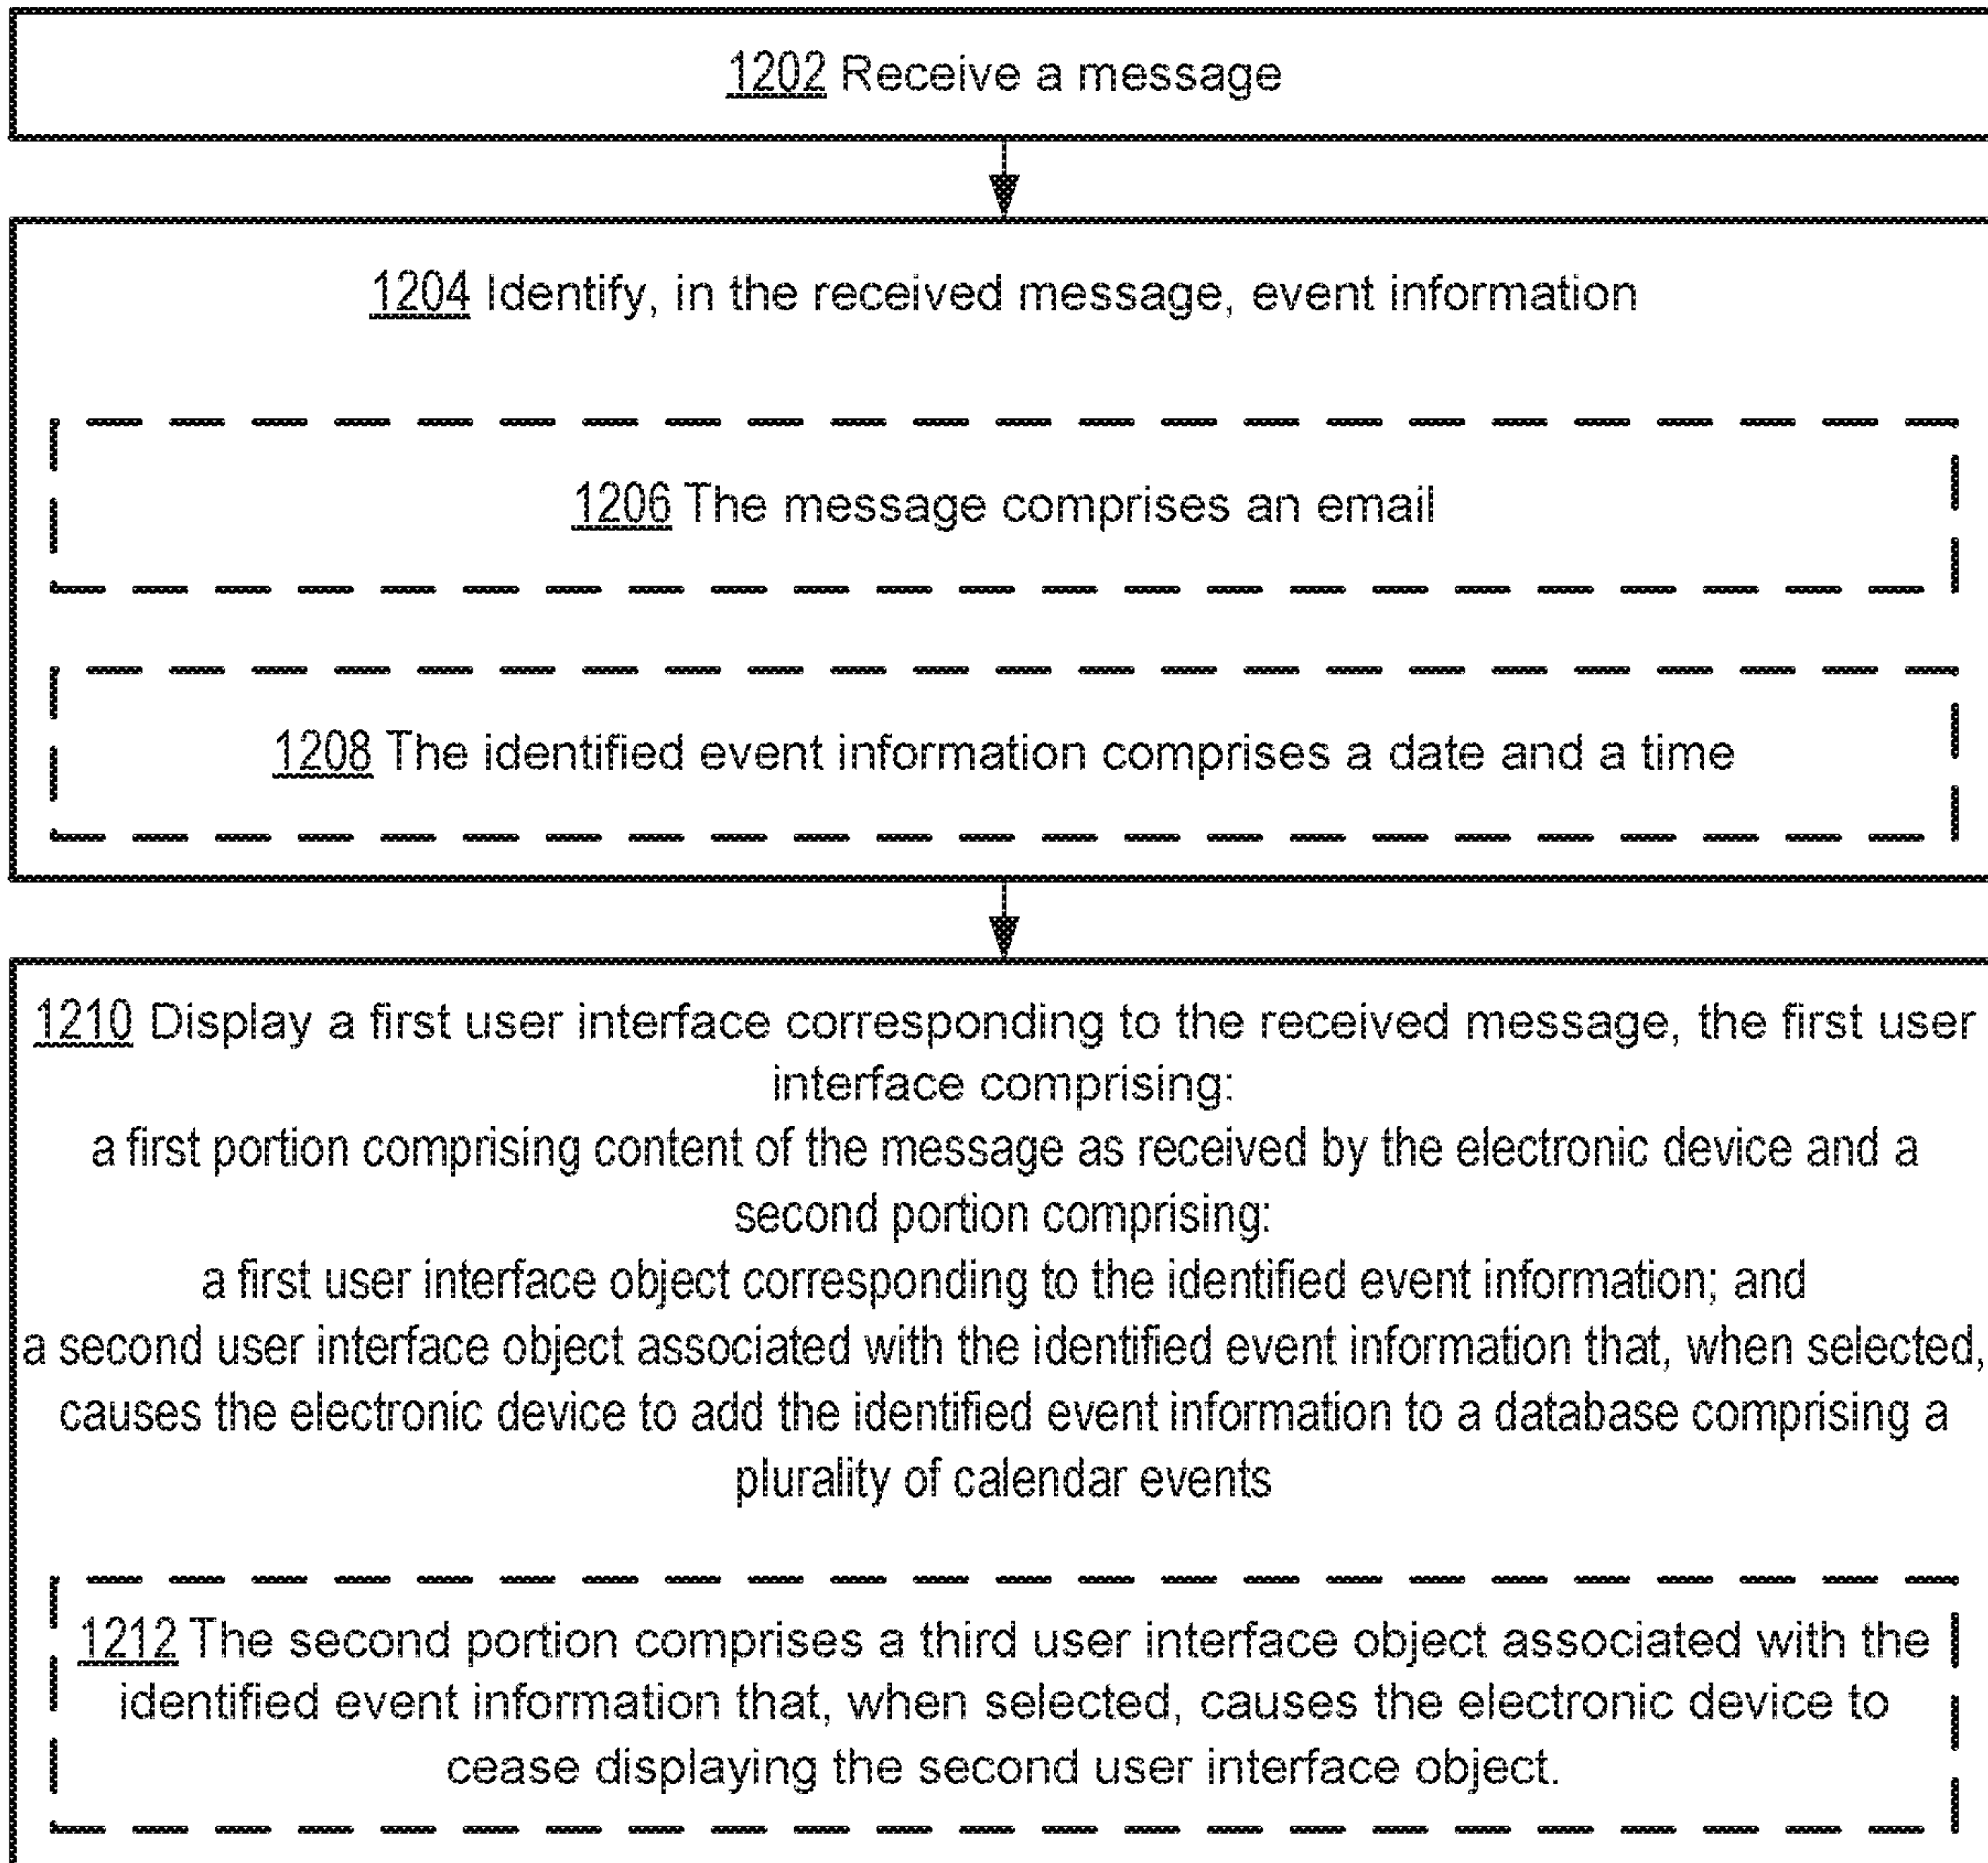 1202 Receive a message
1204 Identify, in the received message, event information
1206 The message comprises an email
1208 The identified event information comprises a date and a time
1210 Display a first user interface corresponding to the received message, the first user
interface comprising:
a first portion comprising content of the message as received by the electronic device and a
second portion comprising:
a first user interface object corresponding to the identified event information; and
a second user interface object associated with the identified event information that, when selected,
causes the electronic device to add the identified event information to a database comprising a
plurality of calendar events
1212 The second portion comprises a third user interface object associated with the
identified event information that, when selected, causes the electronic device to
cease displaying the second user interface object.